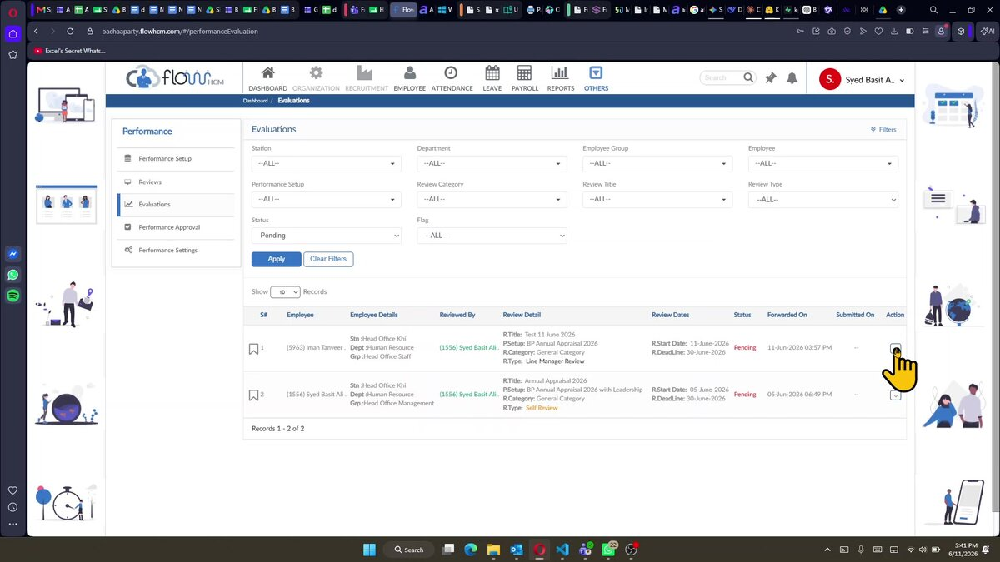 bachaaparty.flowhcm.com/#/performanceEvaluation
AI
Excel's Secret Whats...
flowHCM
DASHBOARD ORGANIZATION RECRUITMENT EMPLOYEE ATTENDANCE LEAVE PAYROLL REPORTS OTHERS
Search
S. Syed Basit A..
Dashboard / Evaluations
Performance
Performance Setup
Reviews
Evaluations
Performance Approval
Performance Settings
Evaluations Filters
Station Department Employee Group Employee
--ALL-- --ALL-- --ALL-- --ALL--
Performance Setup Review Category Review Title Review Type
--ALL-- --ALL-- --ALL-- --ALL--
Status Flag
Pending --ALL--
Apply Clear Filters
Show 10 Records
S# Employee Employee Details Reviewed By Review Detail Review Dates Status Forwarded On Submitted On Action
R.Title: Test 11 June 2026
Stn :Head Office Khi
P.Setup: BP Annual Appraisal 2026 R.Start Date: 11-June-2026
1 (5963) Iman Tanveer . Dept :Human Resource (1556) Syed Basit Ali . Pending 11-Jun-2026 03:57 PM --
R.Category: General Category R.DeadLine: 30-June-2026
Grp :Head Office Staff
R.Type: Line Manager Review
R.Title: Annual Appraisal 2026
Stn :Head Office Khi
P.Setup: BP Annual Appraisal 2026 with Leadership R.Start Date: 05-June-2026
2 (1556) Syed Basit Ali . Dept :Human Resource (1556) Syed Basit Ali . Pending 05-Jun-2026 06:49 PM --
R.Category: General Category R.DeadLine: 30-June-2026
Grp :Head Office Management
R.Type: Self Review
Records 1 - 2 of 2
Search
22
5:41 PM
6/11/2026